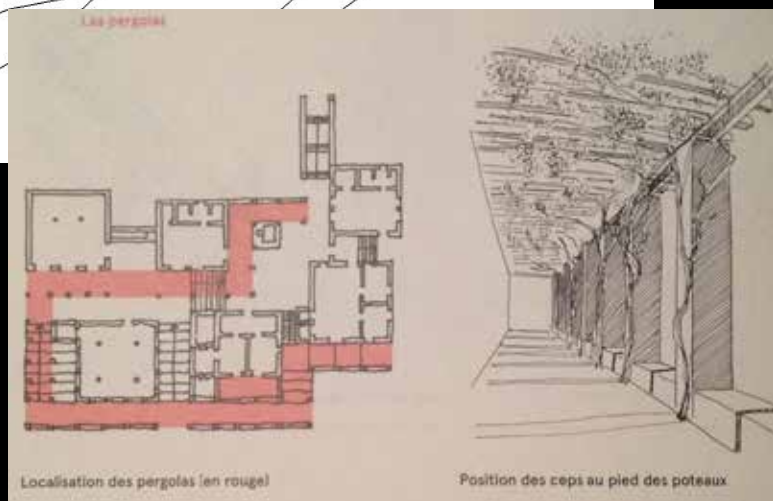 Les pergolas
Localisation des pergolas (en rouge)
Position des ceps au pied des poteaux